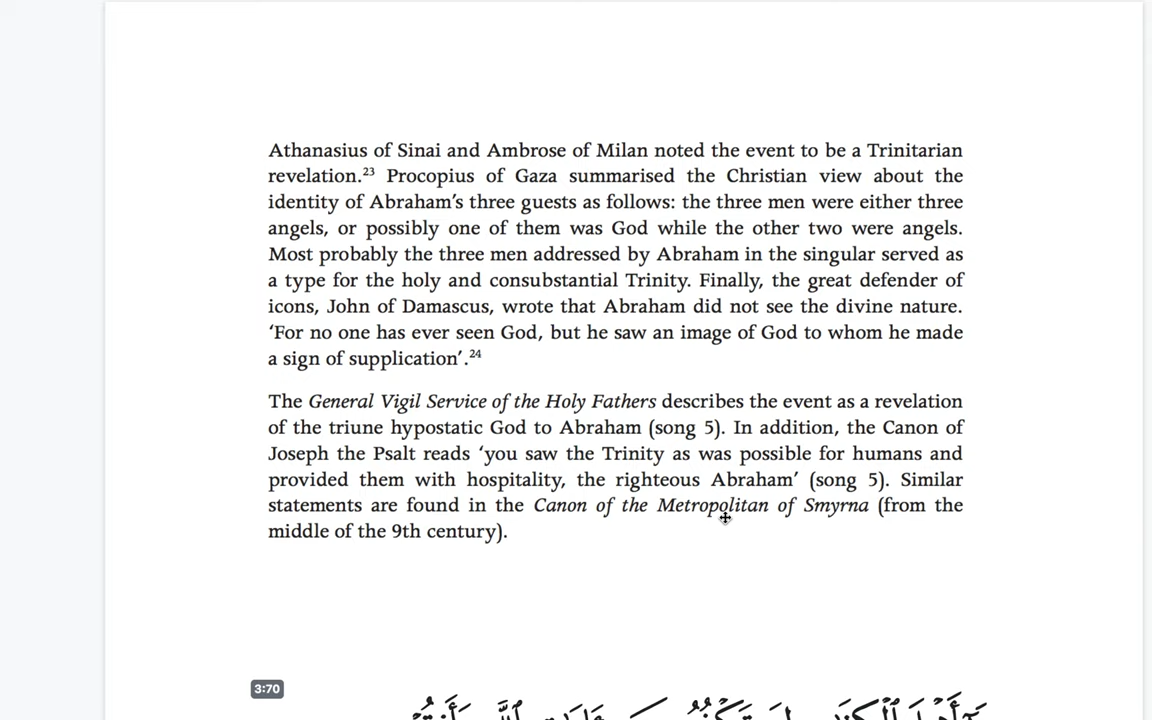 Athanasius of Sinai and Ambrose of Milan noted the event to be a Trinitarian
revelation.²³ Procopius of Gaza summarised the Christian view about the
identity of Abraham’s three guests as follows: the three men were either three
angels, or possibly one of them was God while the other two were angels.
Most probably the three men addressed by Abraham in the singular served as
a type for the holy and consubstantial Trinity. Finally, the great defender of
icons, John of Damascus, wrote that Abraham did not see the divine nature.
‘For no one has ever seen God, but he saw an image of God to whom he made
a sign of supplication’.²⁴
The General Vigil Service of the Holy Fathers describes the event as a revelation
of the triune hypostatic God to Abraham (song 5). In addition, the Canon of
Joseph the Psalt reads ‘you saw the Trinity as was possible for humans and
provided them with hospitality, the righteous Abraham’ (song 5). Similar
statements are found in the Canon of the Metropolitan of Smyrna (from the
middle of the 9th century).
3:70